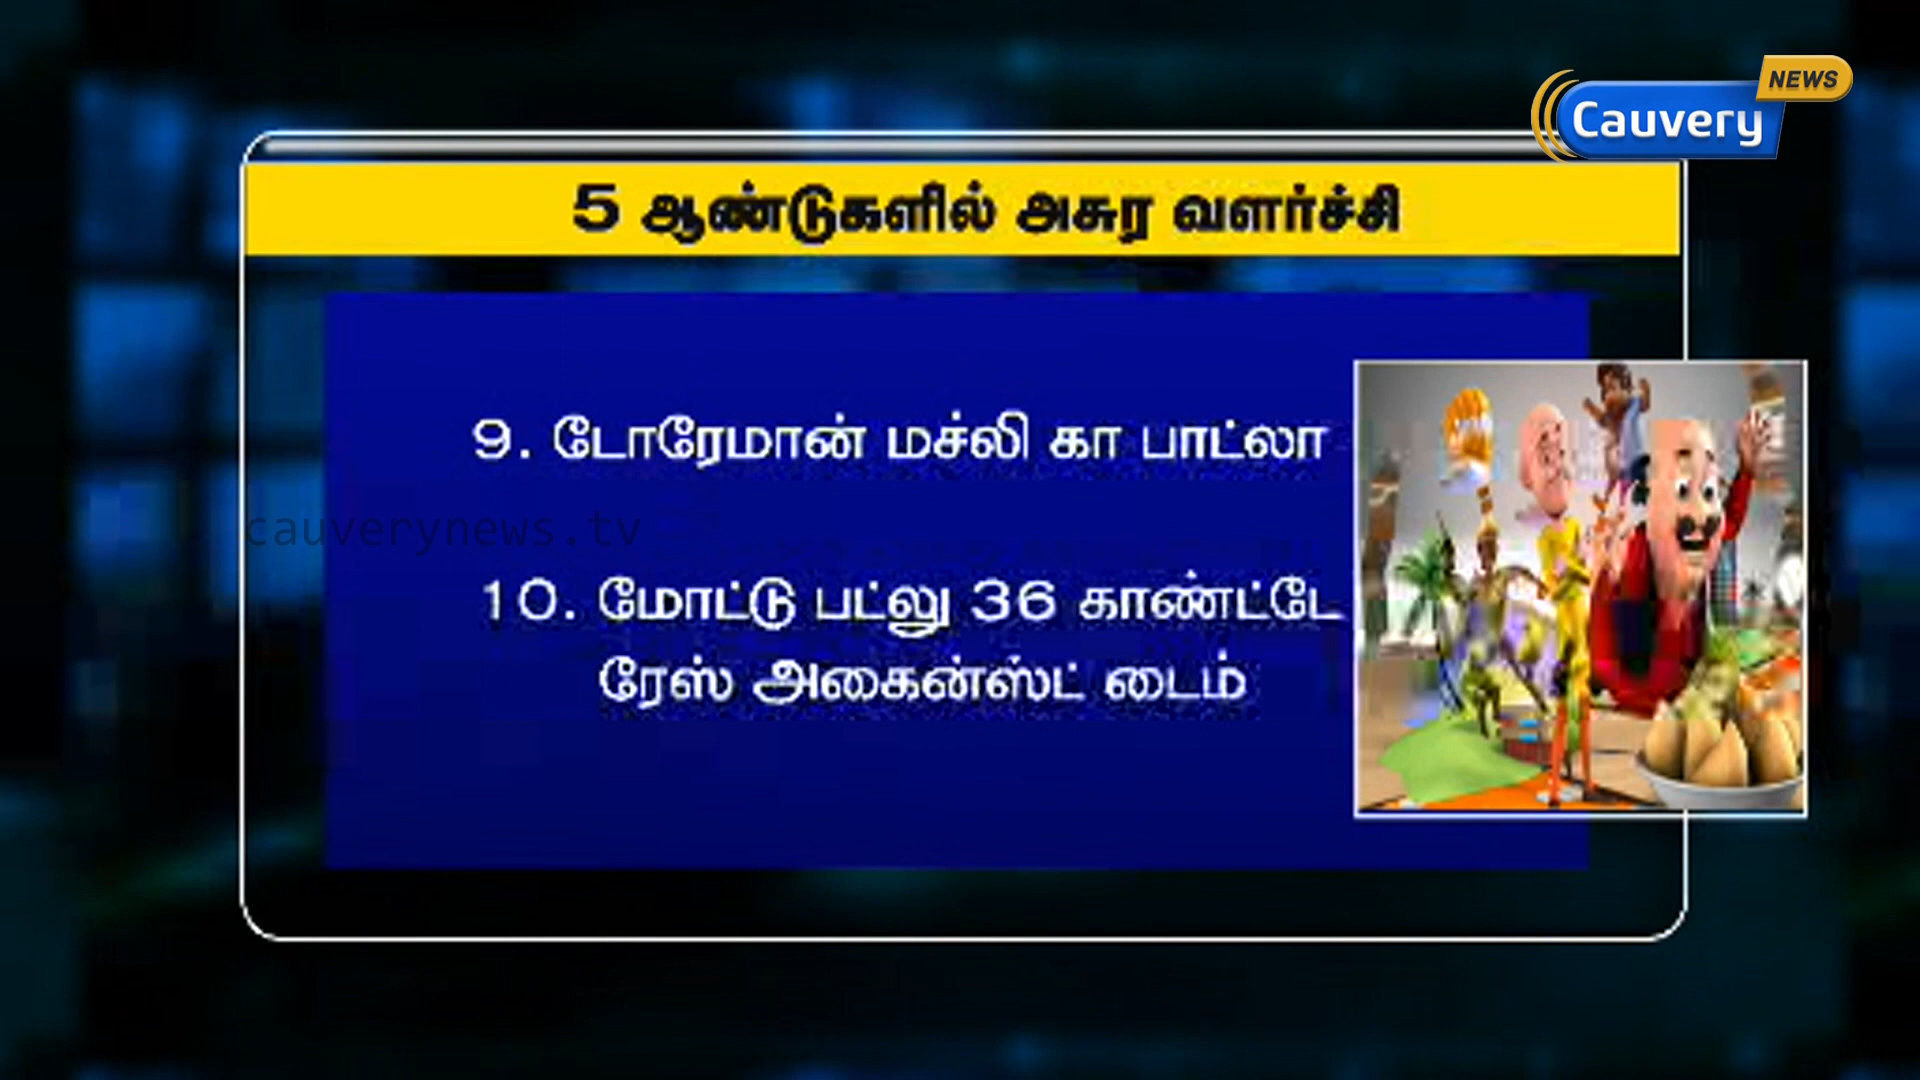 NEWS
Cauvery
5 ஆண்டுகளில் அசுர வளர்ச்சி
9. டோரேமான் மச்லி கா பாட்லா
cauverynews.tv
10. மோட்டு பட்லு 36 காண்ட்டே
ரேஸ் அகைன்ஸ்ட் டைம்